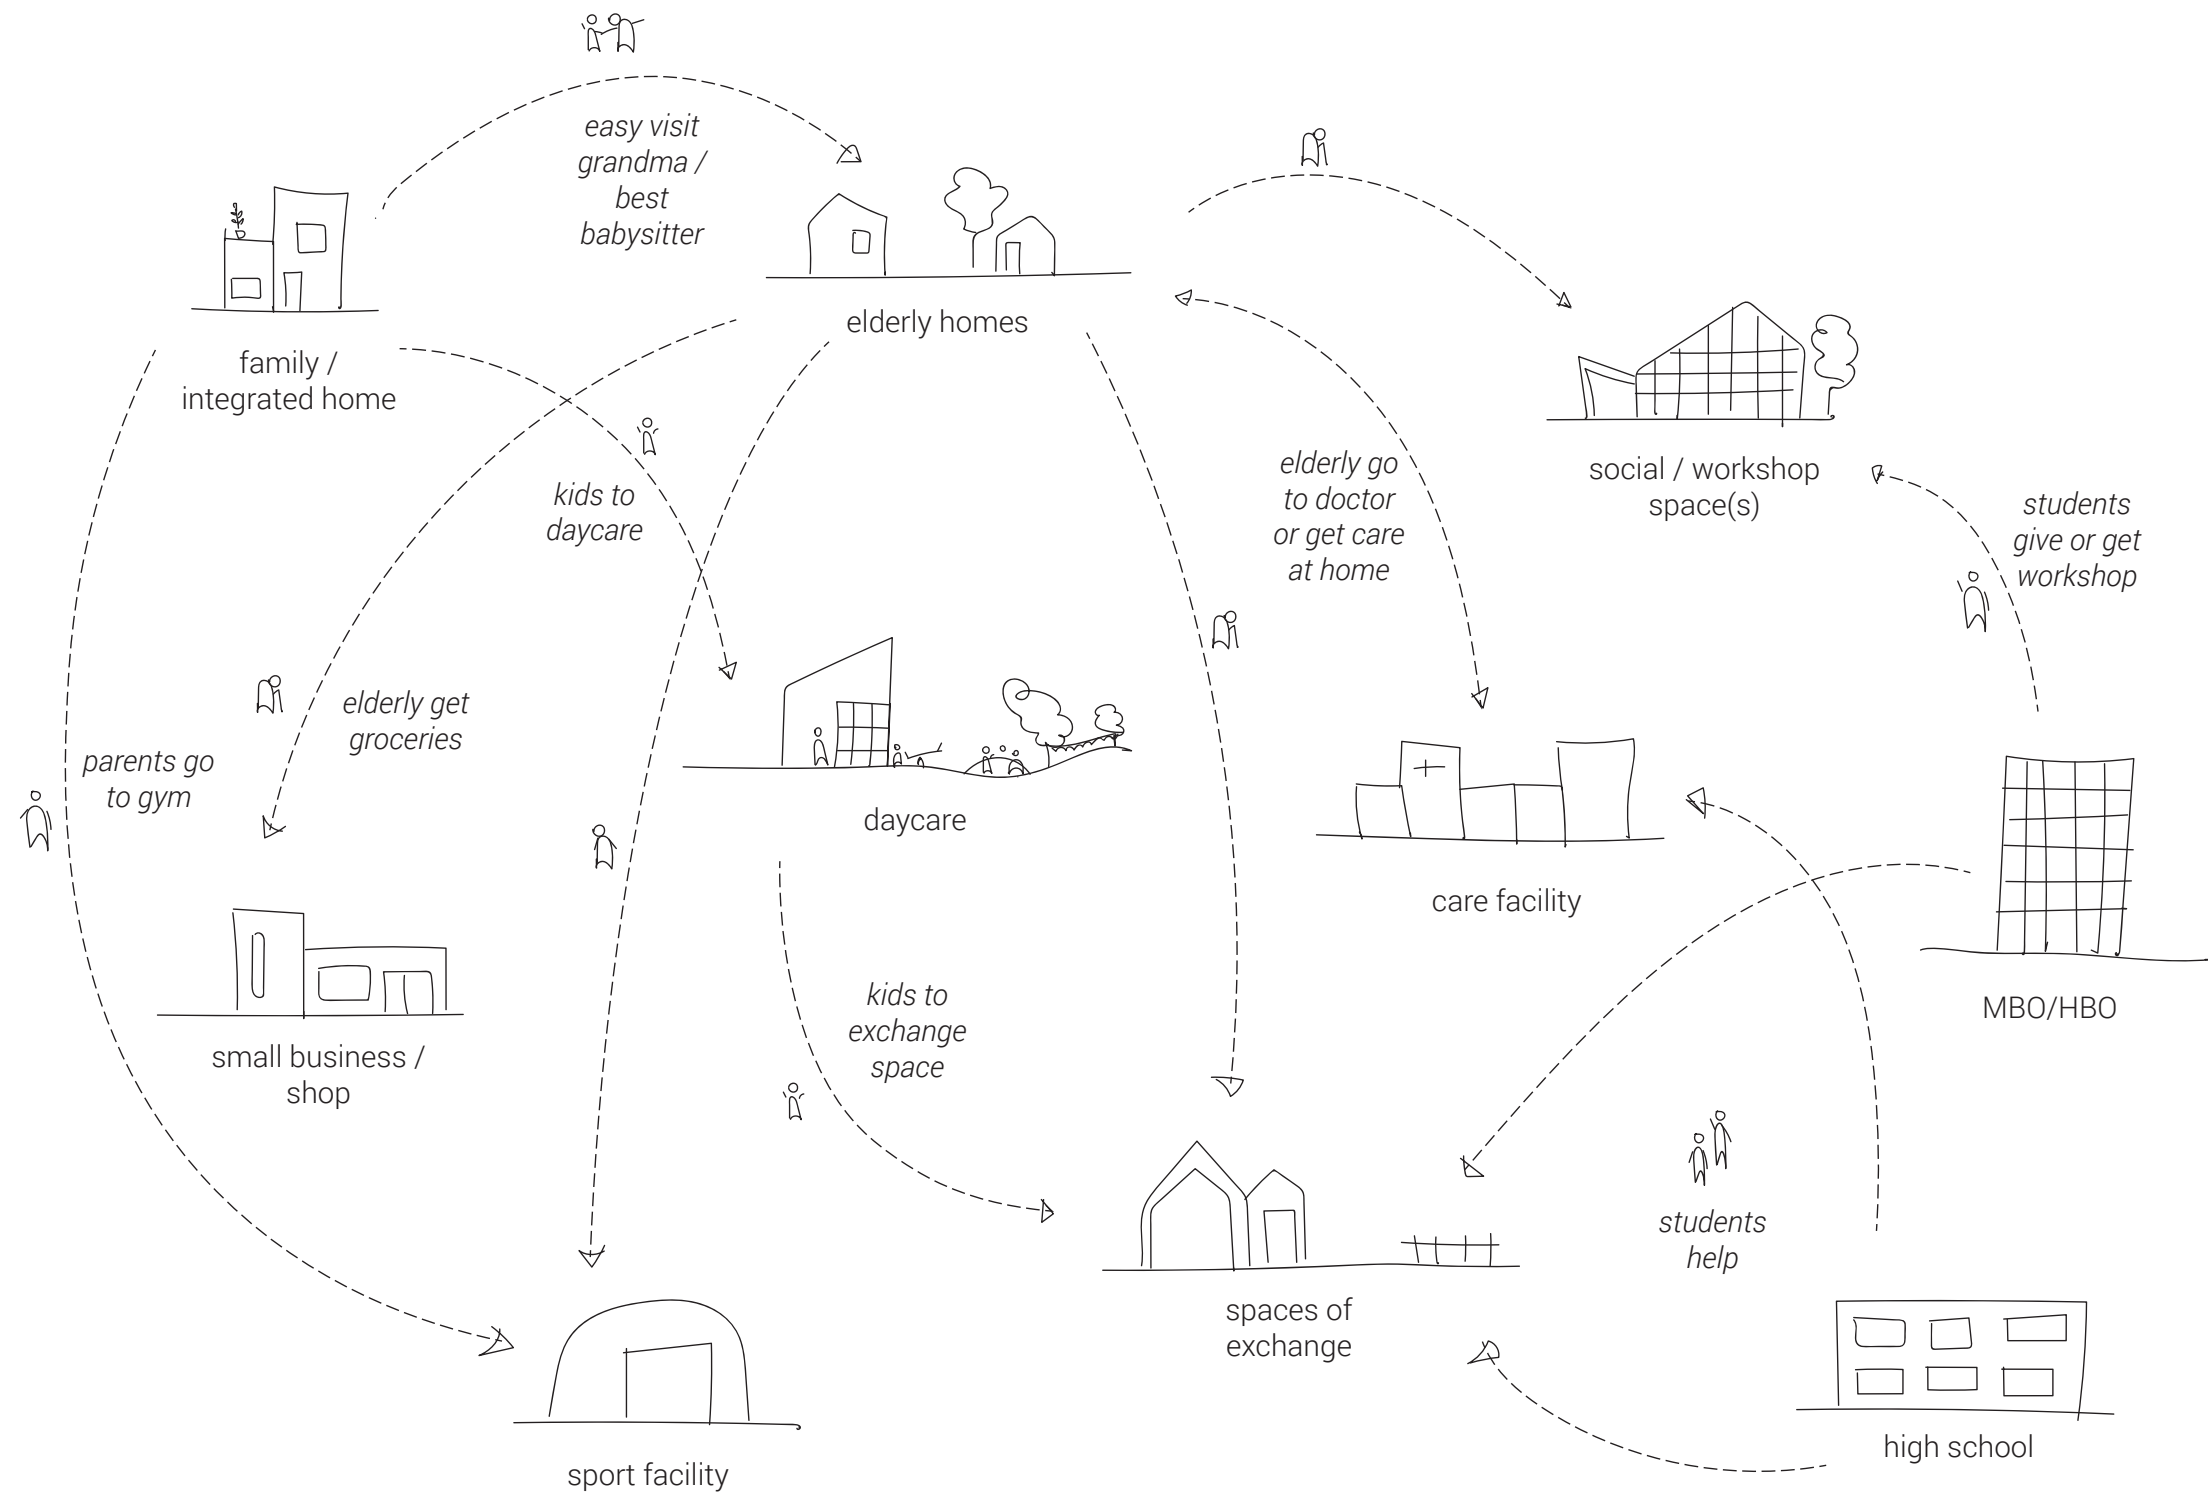 easy visit
grandma /
best
babysitter
elderly homes
family /
integrated home
kids to
daycare
elderly go
to doctor
or get care
at home
social / workshop
space(s)
students
give or get
workshop
elderly get
groceries
parents go
to gym
daycare
care facility
MBO/HBO
small business /
shop
kids to
exchange
space
students
help
spaces of
exchange
high school
sport facility